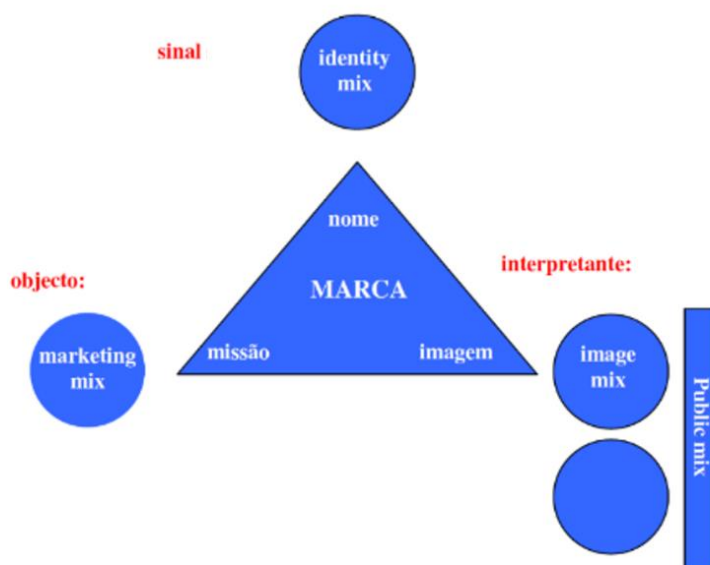 sinal
identity
mix
nome
interpretante:
objecto:
MARCA
missão
imagem
marketing
mix
image
mix
Public mix